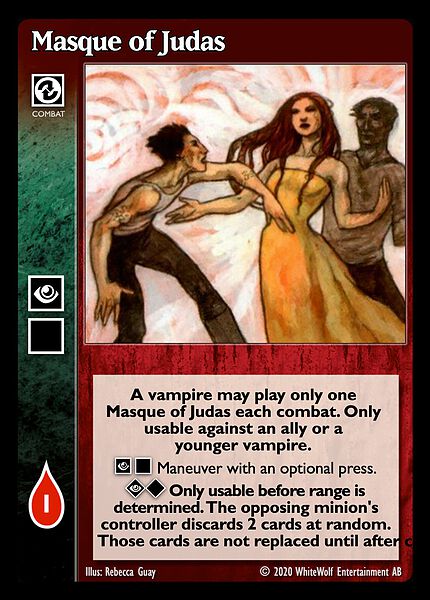 Masque of Judas
COMBAT
A vampire may play only one
Masque of Judas each combat. Only
usable against an ally or a
younger vampire.
Maneuver with an optional press.
Only usable before range is
determined. The opposing minion's
controller discards 2 cards at random.
Those cards are not replaced until after c
1
Illus: Rebecca Guay © 2020 WhiteWolf Entertainment AB